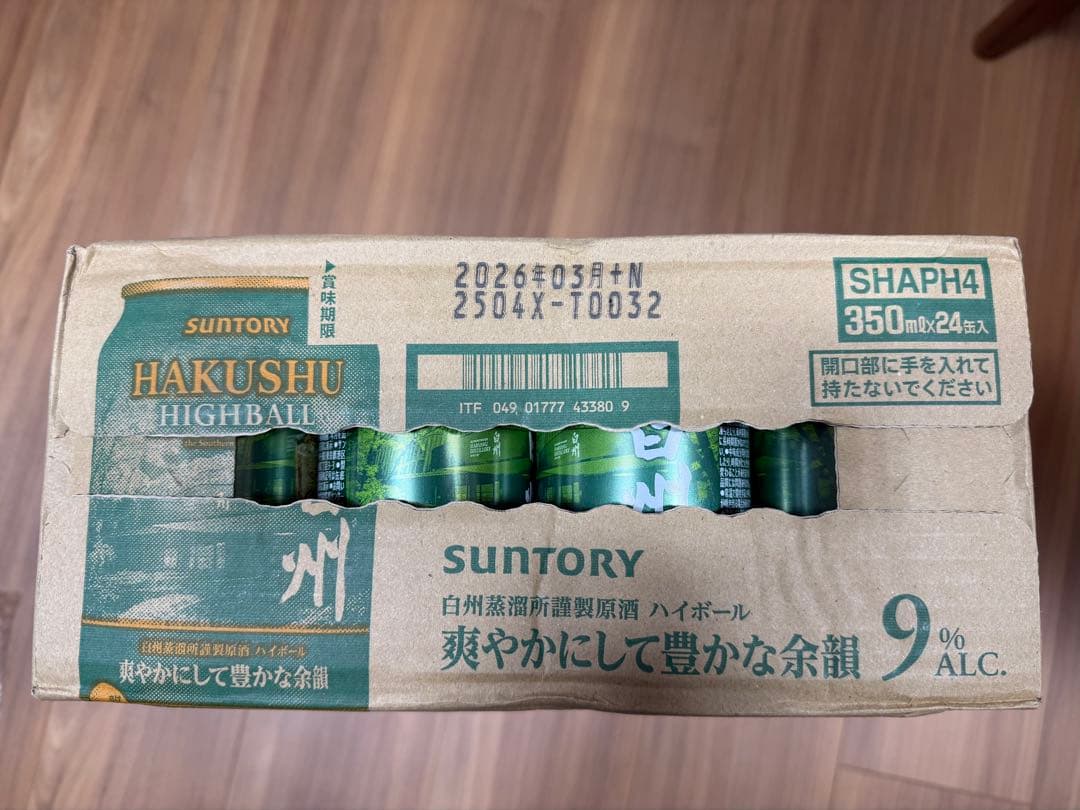 ▶賞味期限
2026年03月+N
2504X-T0032
SHAPH4
350ml×24缶入
開口部に手を入れて
持たないでください
ITF 049 01777 43380 9
SUNTORY
HAKUSHU
HIGHBALL
the Southern
白州
白州
白州蒸溜所謹製原酒 ハイボール
爽やかにして豊かな余韻
SUNTORY
白州蒸溜所謹製原酒 ハイボール
爽やかにして豊かな余韻
9% ALC.